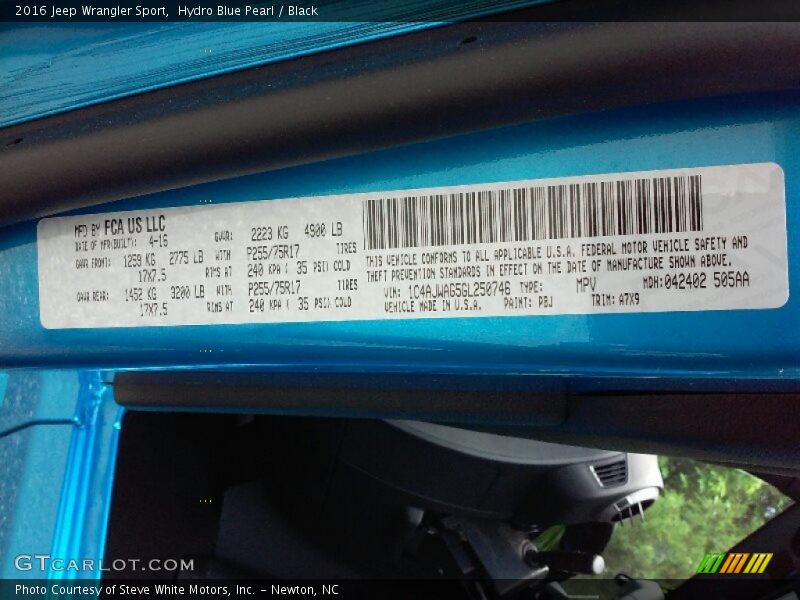 2016 Jeep Wrangler Sport, Hydro Blue Pearl / Black
MFD BY FCA US LLC
DATE OF MFR(BUILT): 4-16 GVWR: 2223 KG 4900 LB
GAWR FRONT: 1259 KG 2775 LB WITH P255/75R17 TIRES
17X7.5 RIMS AT 240 KPA ( 35 PSI) COLD
GAWR REAR: 1452 KG 3200 LB WITH P255/75R17 TIRES
17X7.5 RIMS AT 240 KPA ( 35 PSI) COLD
THIS VEHICLE CONFORMS TO ALL APPLICABLE U.S.A. FEDERAL MOTOR VEHICLE SAFETY AND
THEFT PREVENTION STANDARDS IN EFFECT ON THE DATE OF MANUFACTURE SHOWN ABOVE.
VIN: 1C4AJWAG5GL250746 TYPE: MPV MDH:042402 505AA
VEHICLE MADE IN U.S.A. PAINT: PBJ TRIM: A7X9
GTCARLOT.COM
Photo Courtesy of Steve White Motors, Inc. – Newton, NC